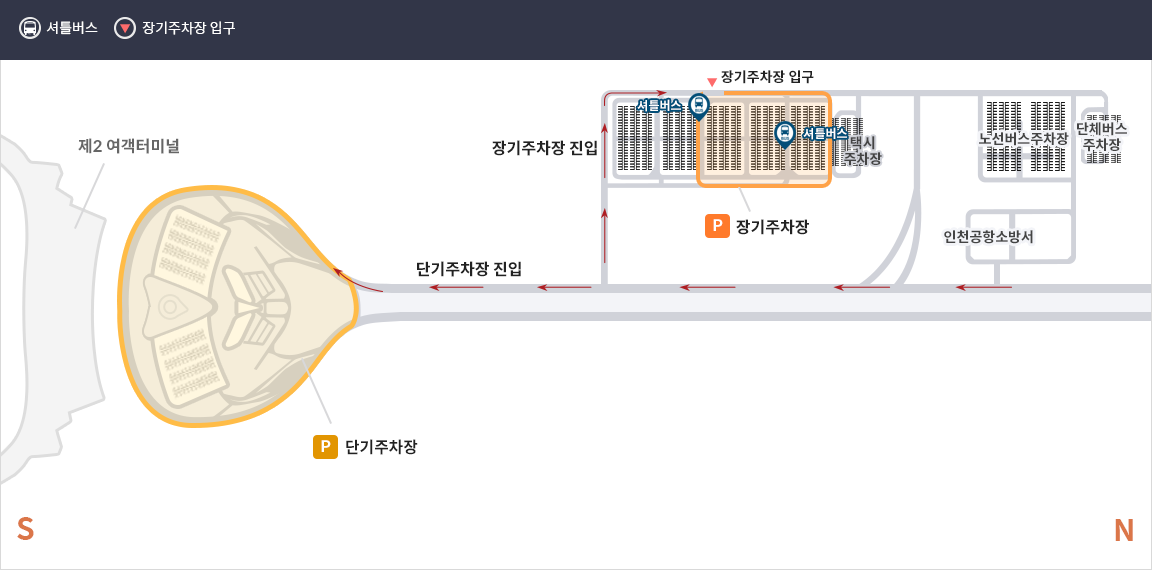 셔틀버스
장기주차장 입구
장기주차장 입구
셔틀버스
셔틀버스
택시
주차장
노선버스주차장
단체버스
주차장
제2 여객터미널
장기주차장 진입
P 장기주차장
인천공항소방서
단기주차장 진입
P 단기주차장
S
N